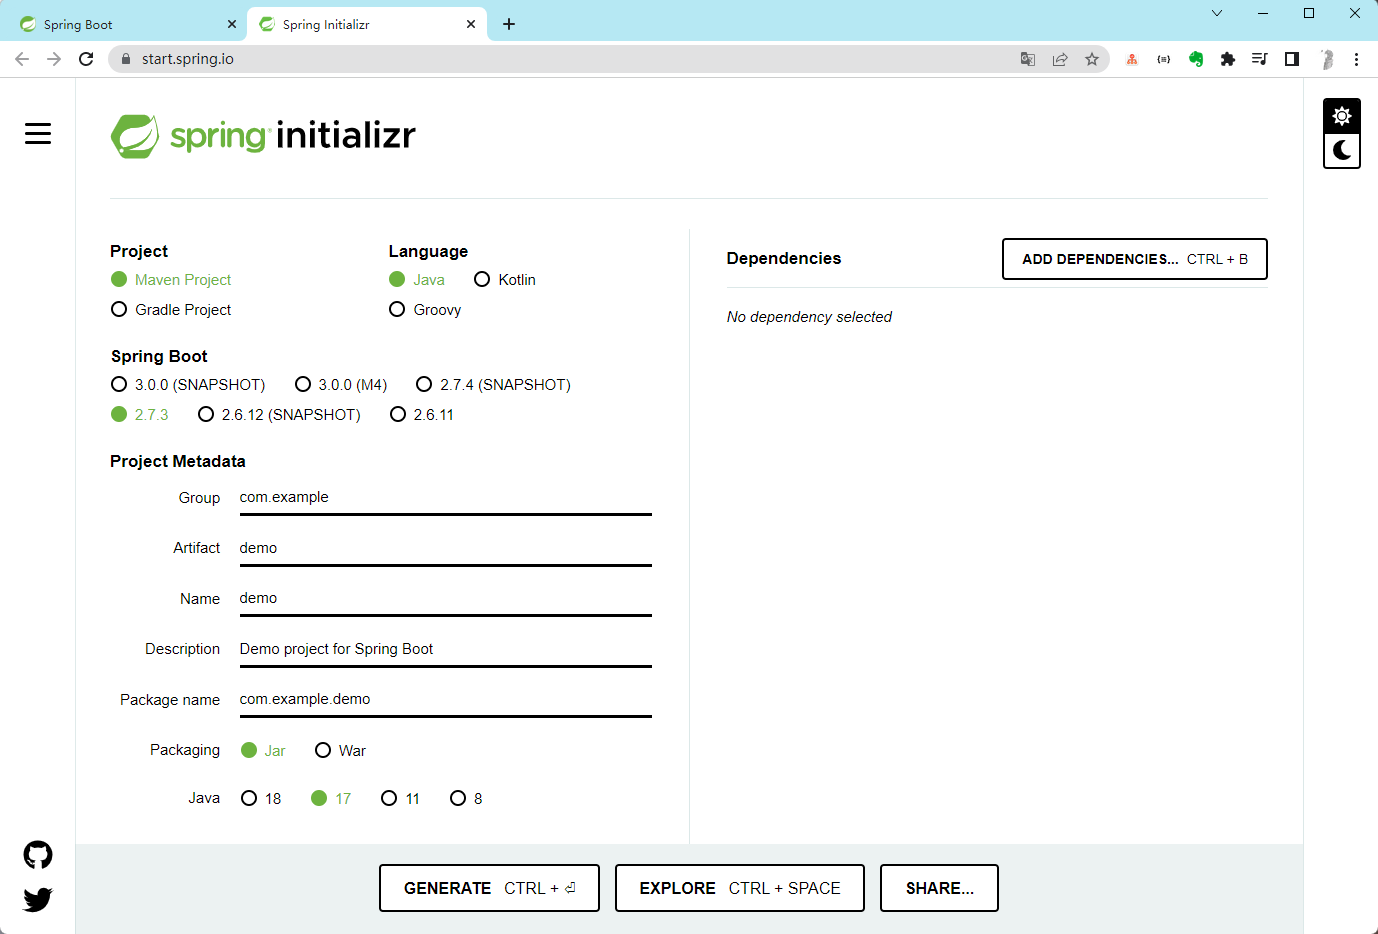 Spring Boot
Spring Initializr
start.spring.io
spring initializr
Project
Maven Project
Gradle Project
Language
Java Kotlin
Groovy
Spring Boot
3.0.0 (SNAPSHOT) 3.0.0 (M4) 2.7.4 (SNAPSHOT)
2.7.3 2.6.12 (SNAPSHOT) 2.6.11
Project Metadata
Group com.example
Artifact demo
Name demo
Description Demo project for Spring Boot
Package name com.example.demo
Packaging Jar War
Java 18 17 11 8
Dependencies
ADD DEPENDENCIES... CTRL + B
No dependency selected
GENERATE CTRL + ⏎
EXPLORE CTRL + SPACE
SHARE...